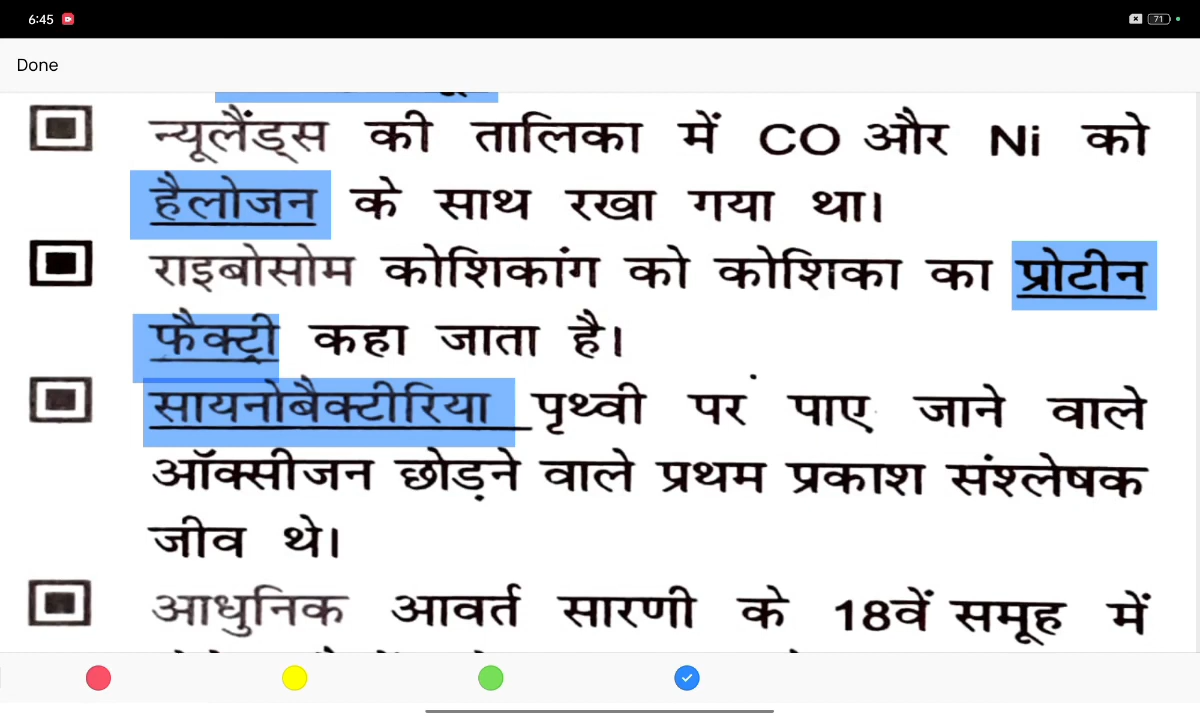 6:45
71
Done
न्यूलैंड्स की तालिका में CO और Ni को
हैलोजन के साथ रखा गया था।
राइबोसोम कोशिकांग को कोशिका का प्रोटीन
फैक्ट्री कहा जाता है।
सायनोबैक्टीरिया पृथ्वी पर पाए जाने वाले
ऑक्सीजन छोड़ने वाले प्रथम प्रकाश संश्लेषक
जीव थे।
आधुनिक आवर्त सारणी के 18वें समूह में